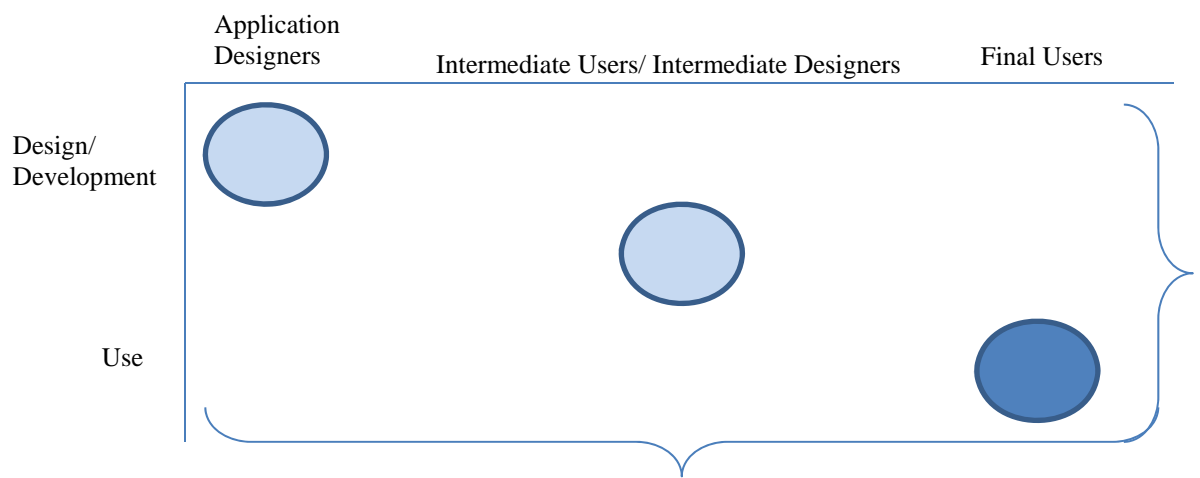 Application
Designers
Intermediate Users/ Intermediate Designers
Final Users
Design/
Development
Use